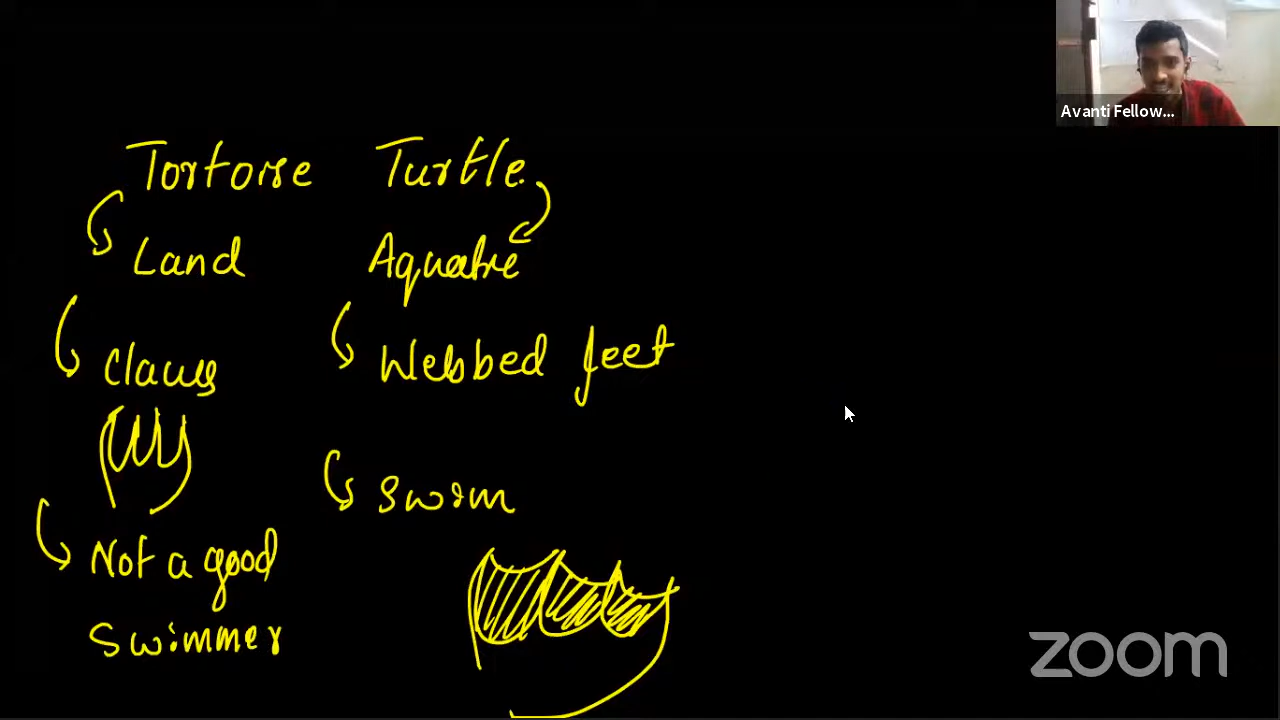 Avanti Fellow...
Tortoise Turtle
Land Aquatic
Claws Webbed feet
Swim
Not a good
Swimmer
zoom